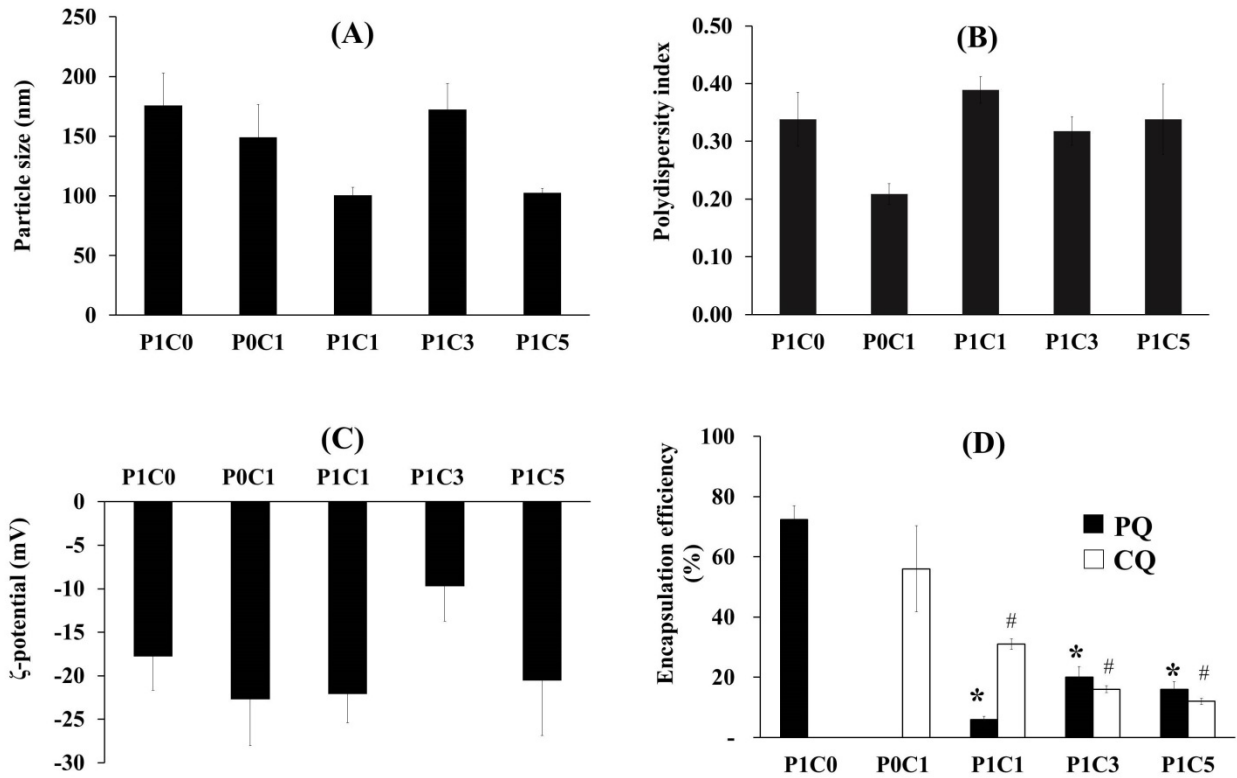 (A)
Particle size (nm)
250
200
150
100
50
0
P1C0 P0C1 P1C1 P1C3 P1C5
(B)
Polydispersity index
0.50
0.40
0.30
0.20
0.10
0.00
P1C0 P0C1 P1C1 P1C3 P1C5
(C)
P1C0 P0C1 P1C1 P1C3 P1C5
ζ-potential (mV)
0
-5
-10
-15
-20
-25
-30
(D)
Encapsulation efficiency
(%)
100
80
60
40
20
-
PQ
CQ
* # * # * #
P1C0 P0C1 P1C1 P1C3 P1C5